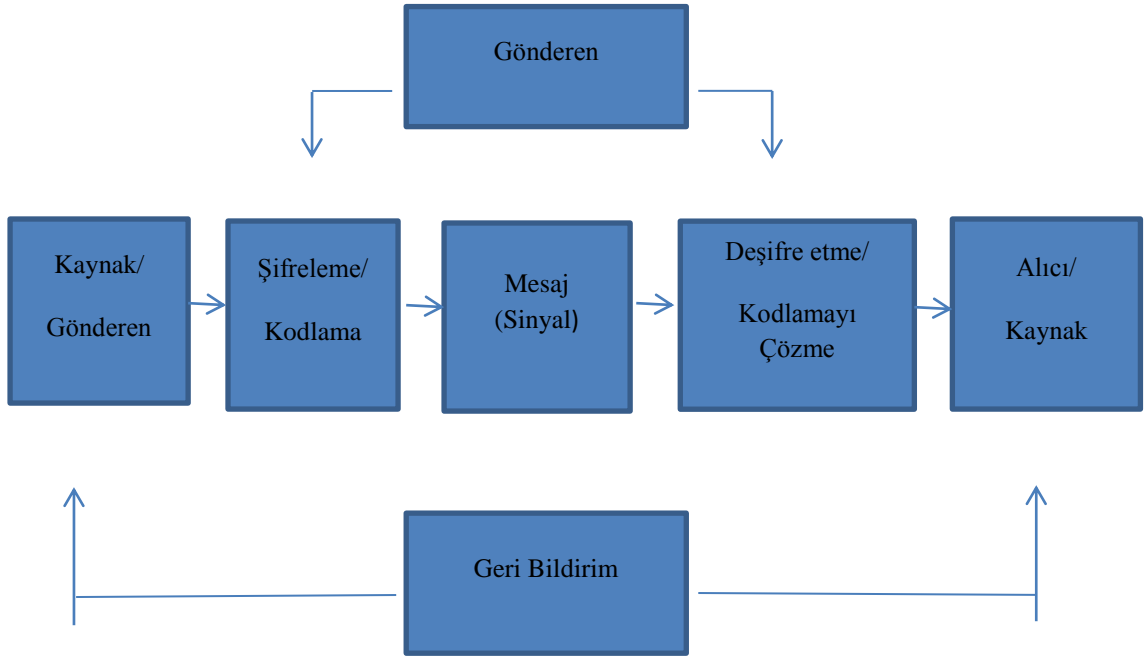 Gönderen
Kaynak/
Gönderen
Şifreleme/
Kodlama
Mesaj
(Sinyal)
Deşifre etme/
Kodlamayı
Çözme
Alıcı/
Kaynak
Geri Bildirim